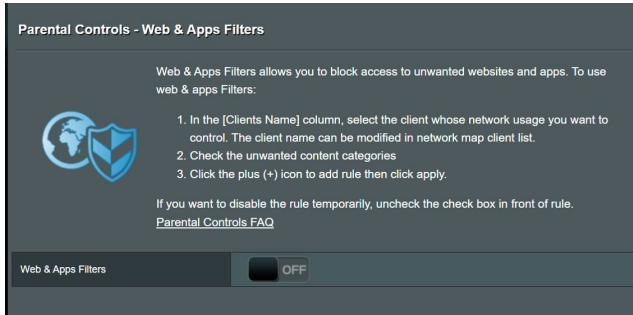 Parental Controls - Web & Apps Filters
Web & Apps Filters allows you to block access to unwanted websites and apps. To use
web & apps Filters:
1. In the [Clients Name] column, select the client whose network usage you want to
control. The client name can be modified in network map client list.
2. Check the unwanted content categories
3. Click the plus (+) icon to add rule then click apply.
If you want to disable the rule temporarily, uncheck the check box in front of rule.
Parental Controls FAQ
Web & Apps Filters
OFF